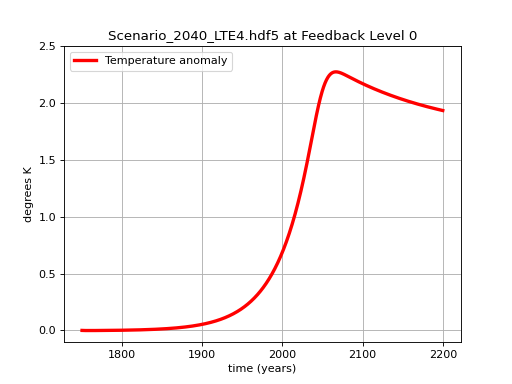 Scenario_2040_LTE4.hdf5 at Feedback Level 0
Temperature anomaly
2.5
2.0
1.5
1.0
0.5
0.0
degrees K
1800 1900 2000 2100 2200
time (years)